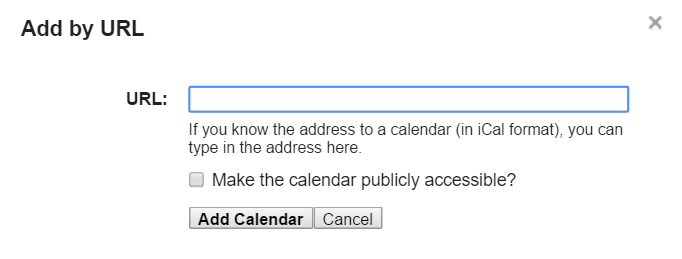 Add by URL
URL:
If you know the address to a calendar (in iCal format), you can
type in the address here.
Make the calendar publicly accessible?
Add Calendar Cancel